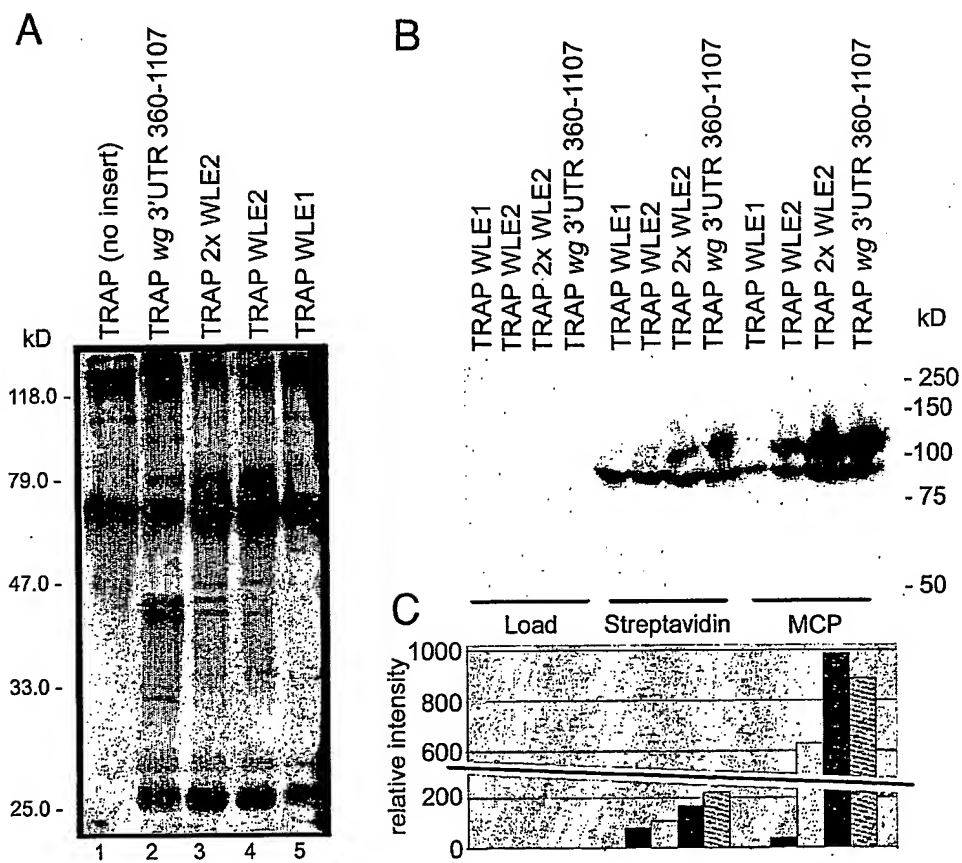 A
TRAP (no insert)
TRAP wg 3'UTR 360-1107
TRAP 2x WLE2
TRAP WLE2
TRAP WLE1
kD
118.0 -
79.0 -
47.0 -
33.0 -
25.0 -
1 2 3 4 5
B
TRAP WLE1
TRAP WLE2
TRAP 2x WLE2
TRAP wg 3'UTR 360-1107
TRAP WLE1
TRAP WLE2
TRAP 2x WLE2
TRAP wg 3'UTR 360-1107
TRAP WLE1
TRAP WLE2
TRAP 2x WLE2
TRAP wg 3'UTR 360-1107
kD
- 250
-150
-100
- 75
- 50
Load Streptavidin MCP
C
relative intensity
1000
800
600
200
0